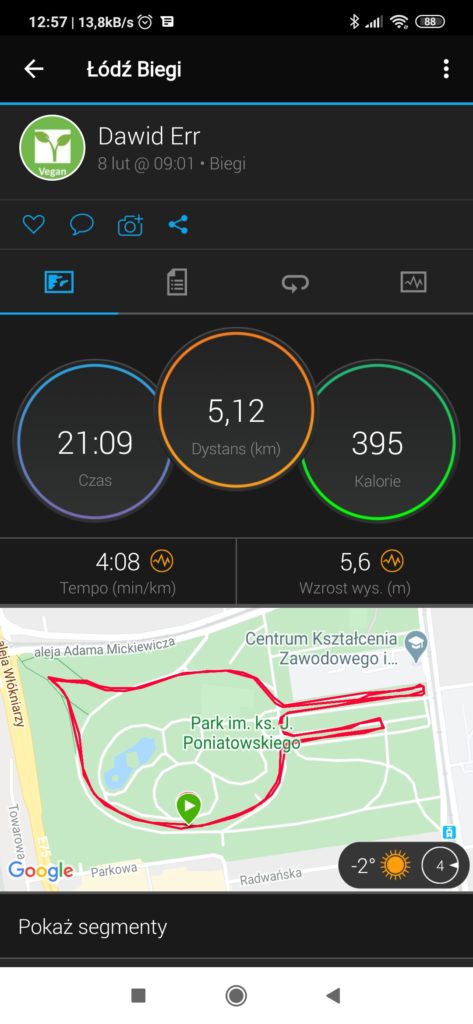 12:57 | 13,8kB/s
88
Łódź Biegi
Vegan
Dawid Err
8 lut @ 09:01 • Biegi
5,12
Dystans (km)
21:09
Czas
395
Kalorie
4:08
Tempo (min/km)
5,6
Wzrost wys. (m)
aleja Adama Mickiewicza
aleja Włókniarzy
Centrum Kształcenia
Zawodowego i...
Park im. ks. J.
Poniatowskiego
Towarowa
E75
Google
Parkowa
Radwańska
-2°
4
Pokaż segmenty